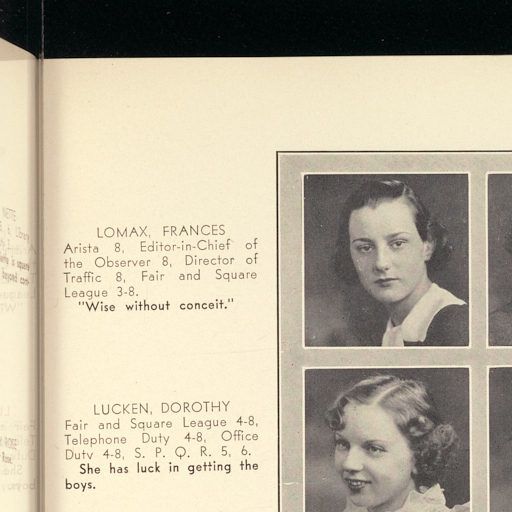 LOMAX, FRANCES
Arista 8, Editor-in-Chief of
the Observer 8, Director of
Traffic 8, Fair and Square
League 3-8.
"Wise without conceit."
LUCKEN, DOROTHY
Fair and Square League 4-8,
Telephone Duty 4-8, Office
Duty 4-8, S. P. Q. R. 5, 6.
She has luck in getting the
boys.